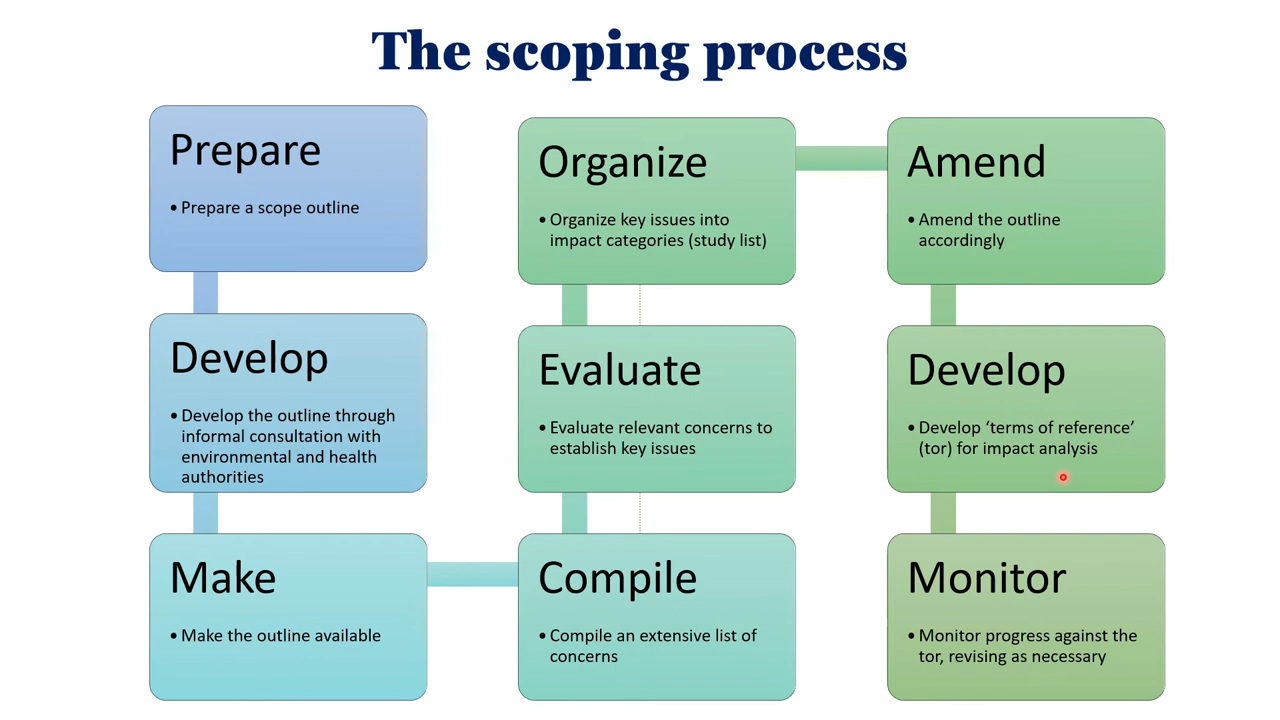 The scoping process
Prepare
• Prepare a scope outline
Develop
• Develop the outline through
informal consultation with
environmental and health
authorities
Make
• Make the outline available
Compile
• Compile an extensive list of
concerns
Evaluate
• Evaluate relevant concerns to
establish key issues
Organize
• Organize key issues into
impact categories (study list)
Amend
• Amend the outline
accordingly
Develop
• Develop ‘terms of reference’
(tor) for impact analysis
Monitor
• Monitor progress against the
tor, revising as necessary